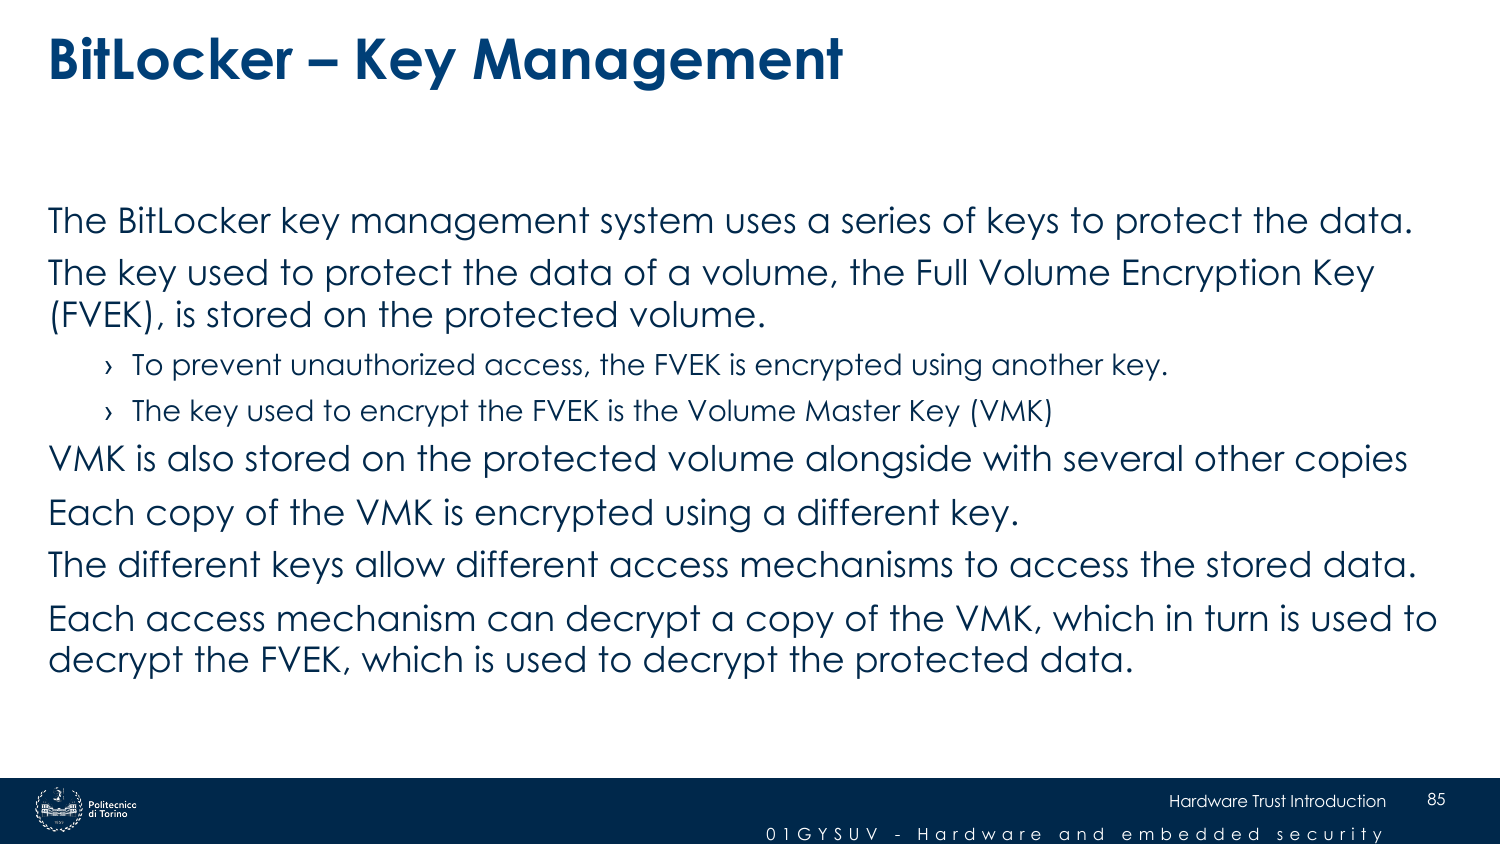 BitLocker – Key Management
The BitLocker key management system uses a series of keys to protect the data.
The key used to protect the data of a volume, the Full Volume Encryption Key
(FVEK), is stored on the protected volume.
› To prevent unauthorized access, the FVEK is encrypted using another key.
› The key used to encrypt the FVEK is the Volume Master Key (VMK)
VMK is also stored on the protected volume alongside with several other copies
Each copy of the VMK is encrypted using a different key.
The different keys allow different access mechanisms to access the stored data.
Each access mechanism can decrypt a copy of the VMK, which in turn is used to
decrypt the FVEK, which is used to decrypt the protected data.
Politecnico
di Torino
Hardware Trust Introduction
85
01GYSUV - Hardware and embedded security